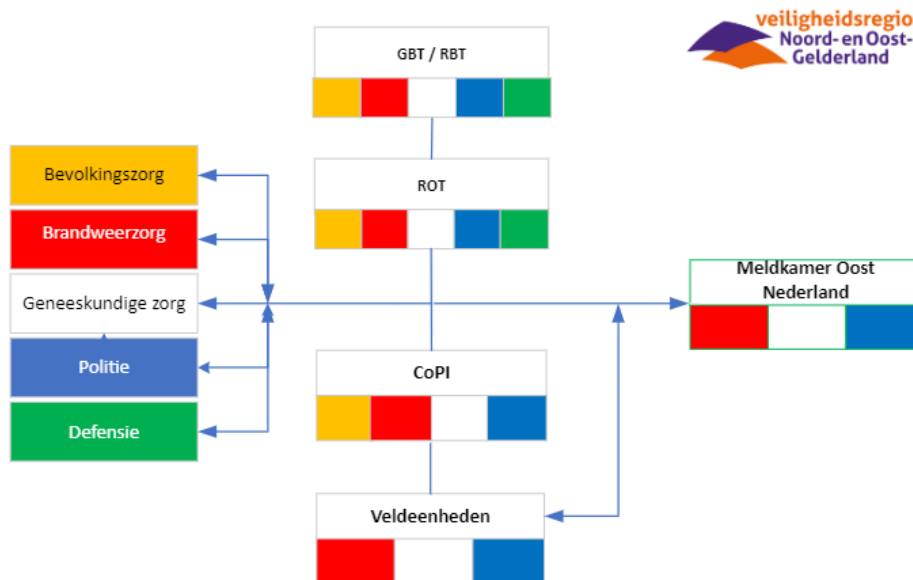 veiligheidsregio
Noord- en Oost-
Gelderland
GBT / RBT
Bevolkingszorg
ROT
Brandweerzorg
Geneeskundige zorg
Meldkamer Oost
Nederland
Politie
CoPI
Defensie
Veldeenheden